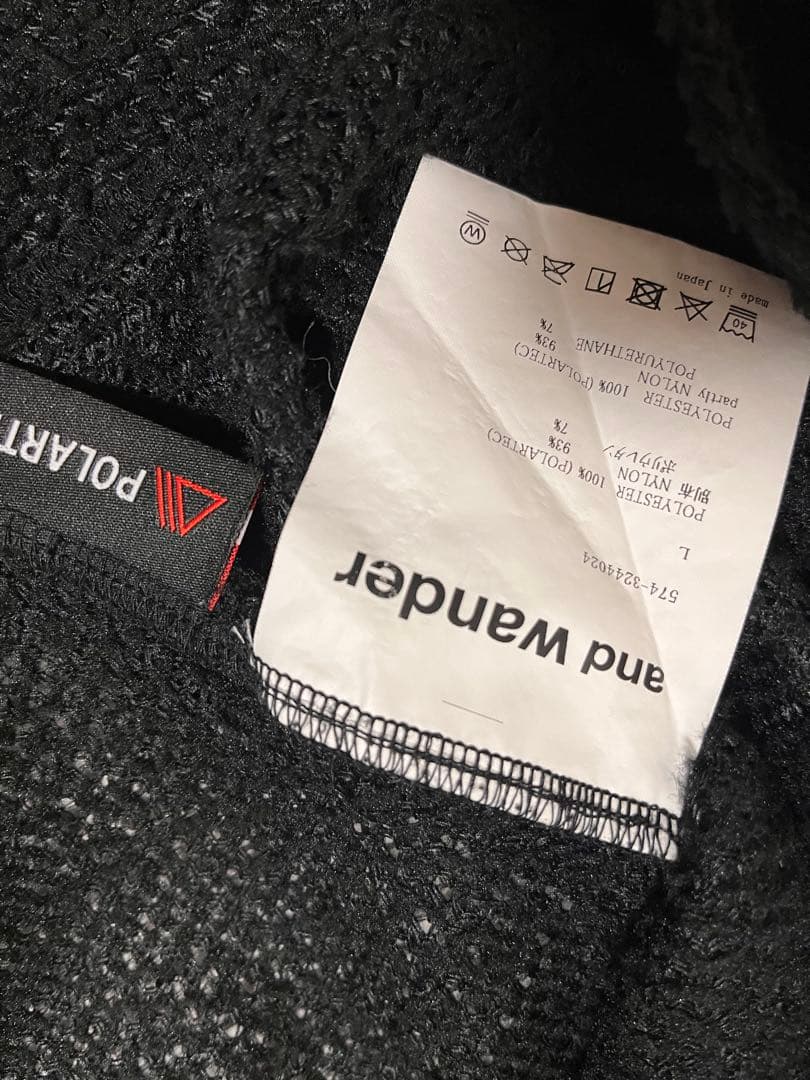 and wander
574-3244024
L
POLYESTER 100% (POLARTEC)
別布 NYLON 93%
ポリウレタン 7%
POLYESTER 100% (POLARTEC)
partly NYLON 93%
POLYURETHANE 7%
40
W
made in Japan
POLART